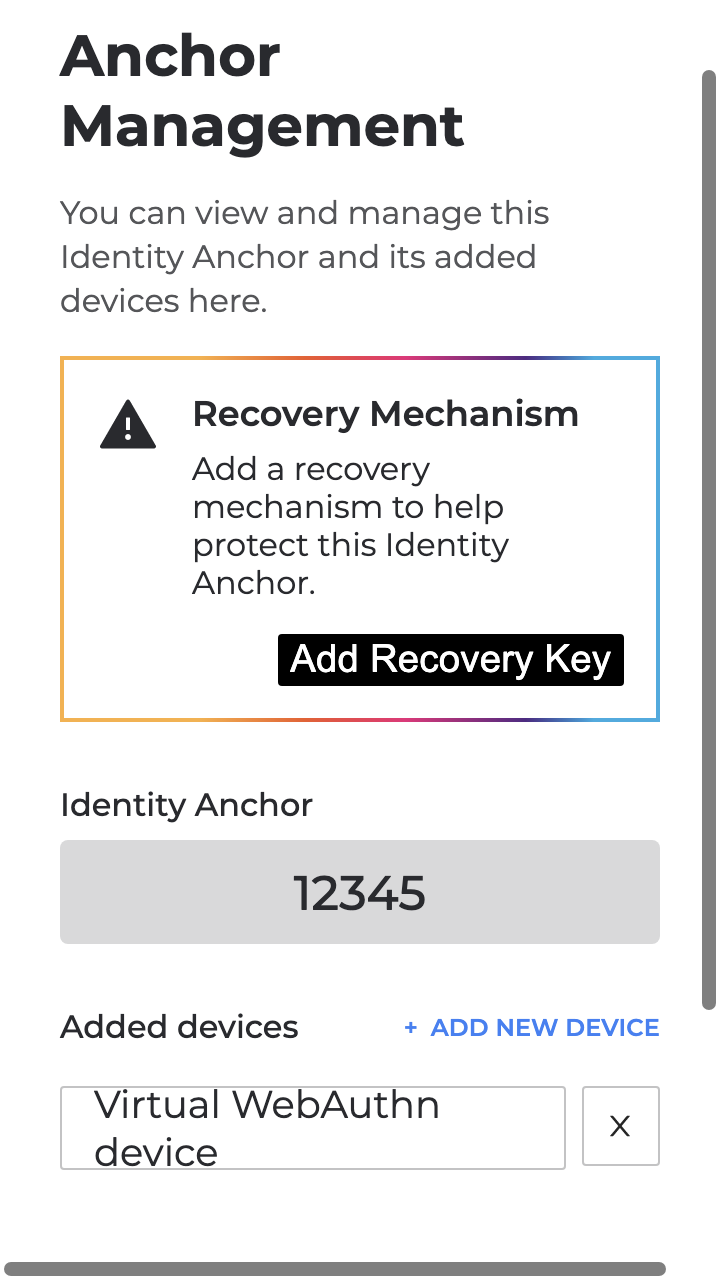 Anchor
Management
You can view and manage this
Identity Anchor and its added
devices here.
Recovery Mechanism
Add a recovery
mechanism to help
protect this Identity
Anchor.
Add Recovery Key
Identity Anchor
12345
Added devices
+ ADD NEW DEVICE
Virtual WebAuthn
device
X